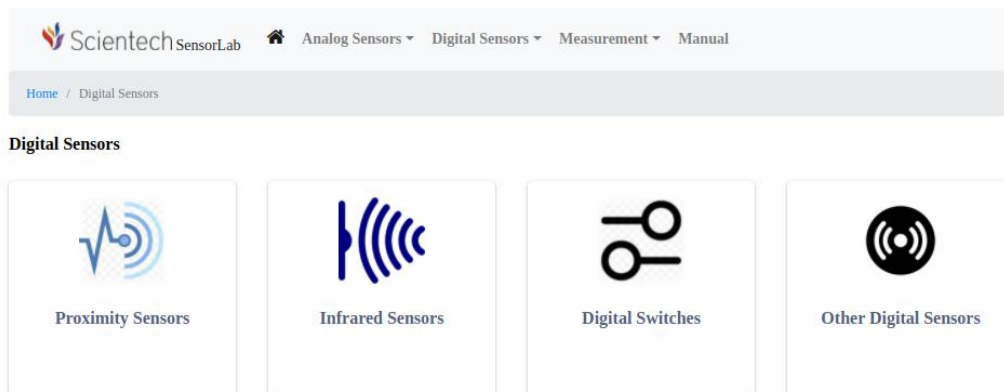 Scientech SensorLab Analog Sensors Digital Sensors Measurement Manual
Home / Digital Sensors
Digital Sensors
Proximity Sensors Infrared Sensors Digital Switches Other Digital Sensors